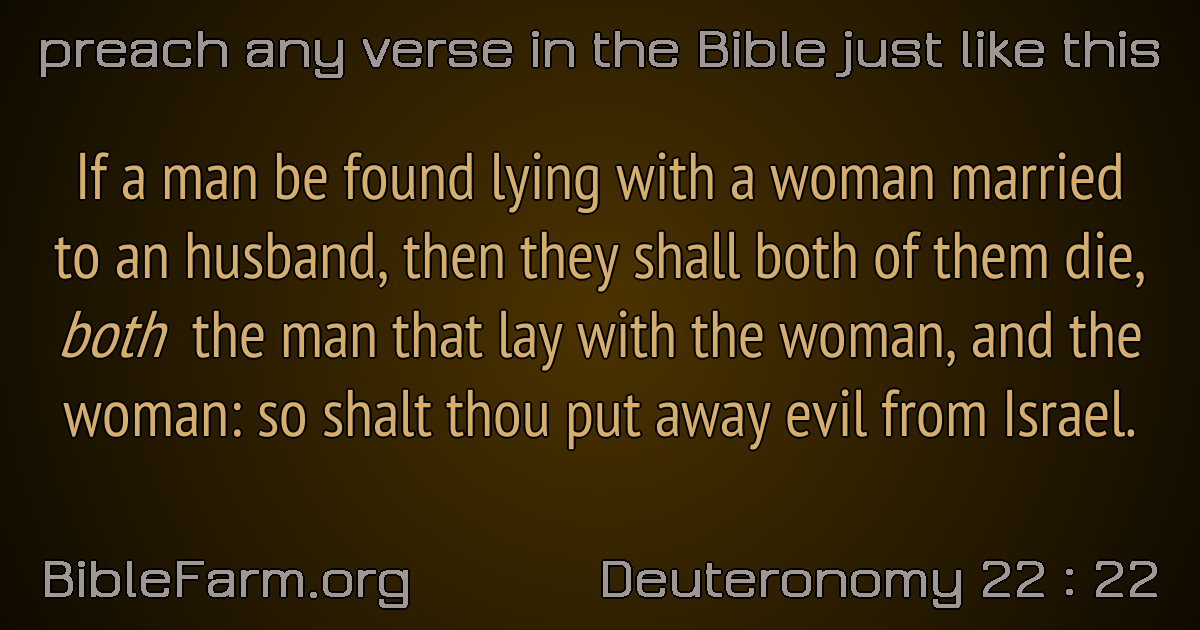 preach any verse in the Bible just like this
If a man be found lying with a woman married
to an husband, then they shall both of them die,
both the man that lay with the woman, and the
woman: so shalt thou put away evil from Israel.
BibleFarm.org
Deuteronomy 22 : 22